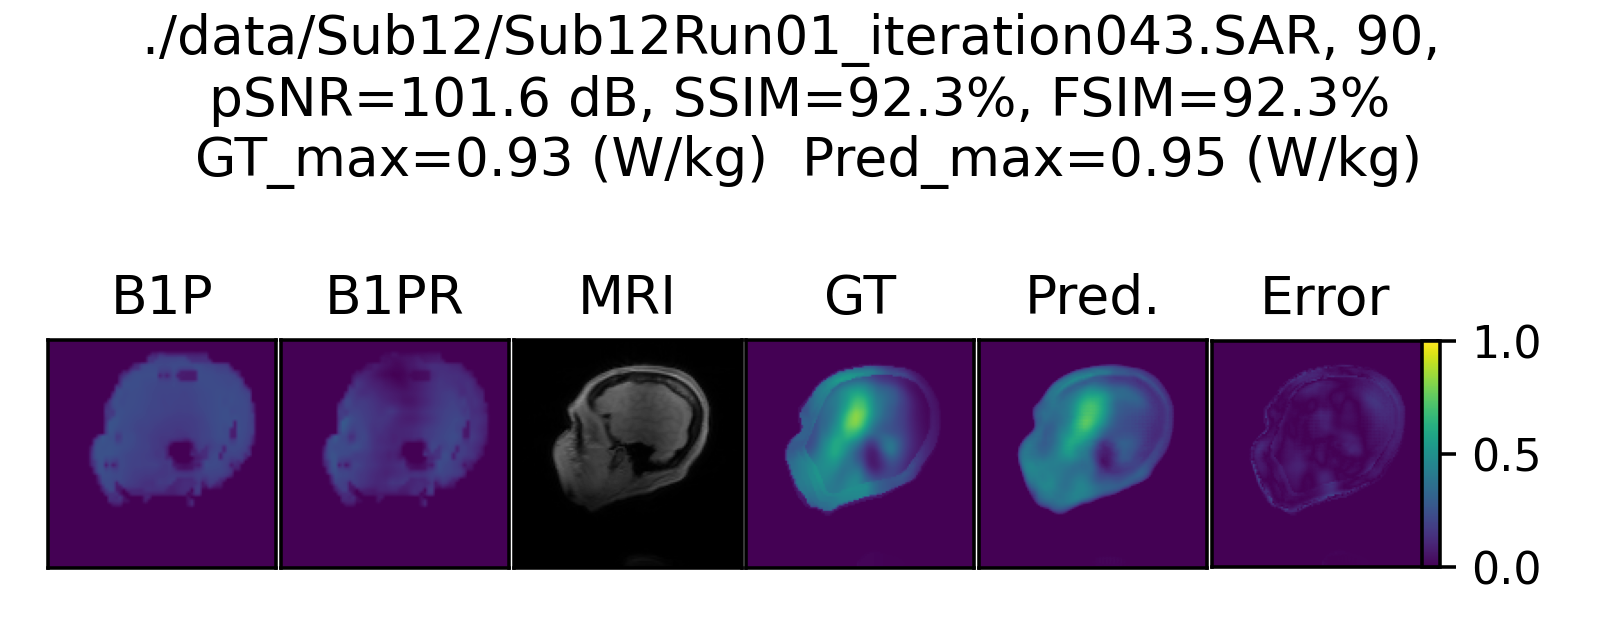 ./data/Sub12/Sub12Run01_iteration043.SAR, 90,
pSNR=101.6 dB, SSIM=92.3%, FSIM=92.3%
GT_max=0.93 (W/kg)  Pred_max=0.95 (W/kg)
B1P B1PR MRI GT Pred. Error
1.0
0.5
0.0